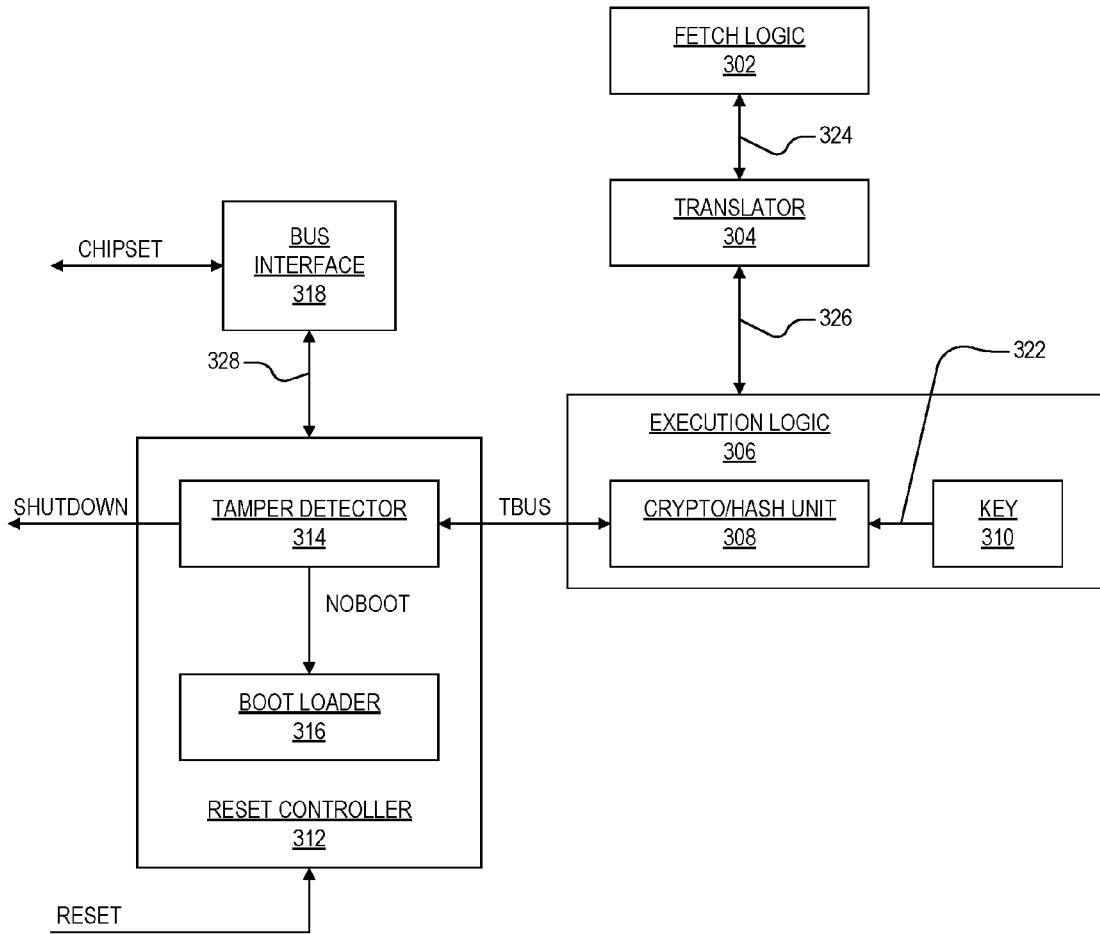 FETCH LOGIC
302
324
TRANSLATOR
304
CHIPSET
BUS
INTERFACE
318
326
328
322
EXECUTION LOGIC
306
SHUTDOWN
TAMPER DETECTOR
314
TBUS
CRYPTO/HASH UNIT
308
KEY
310
NOBOOT
BOOT LOADER
316
RESET CONTROLLER
312
RESET